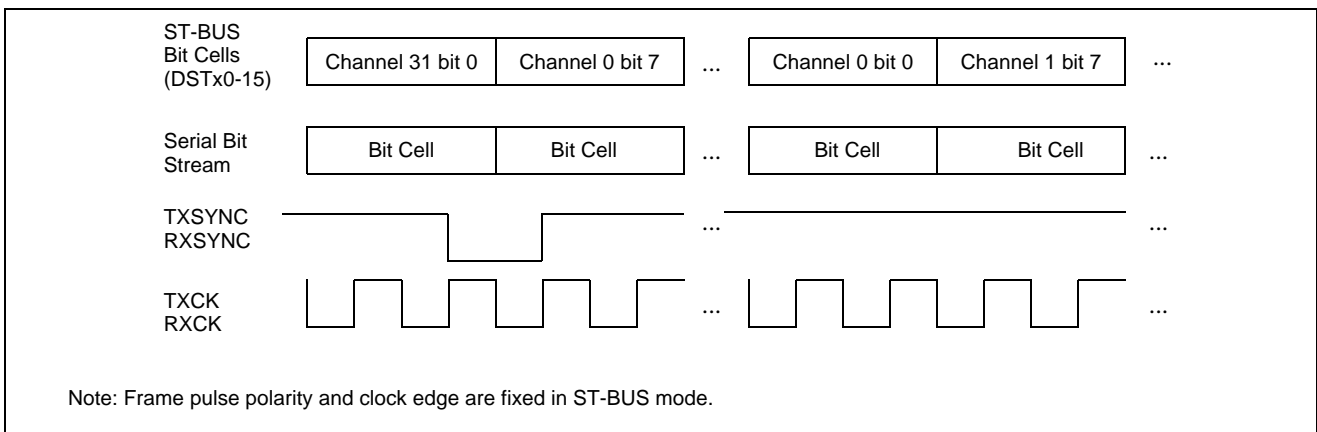 ST-BUS
Bit Cells
(DSTx0-15)
Channel 31 bit 0 Channel 0 bit 7 ... Channel 0 bit 0 Channel 1 bit 7 ...
Serial Bit
Stream
Bit Cell Bit Cell ... Bit Cell Bit Cell ...
TXSYNC
RXSYNC
... ...
TXCK
RXCK
... ...
Note: Frame pulse polarity and clock edge are fixed in ST-BUS mode.